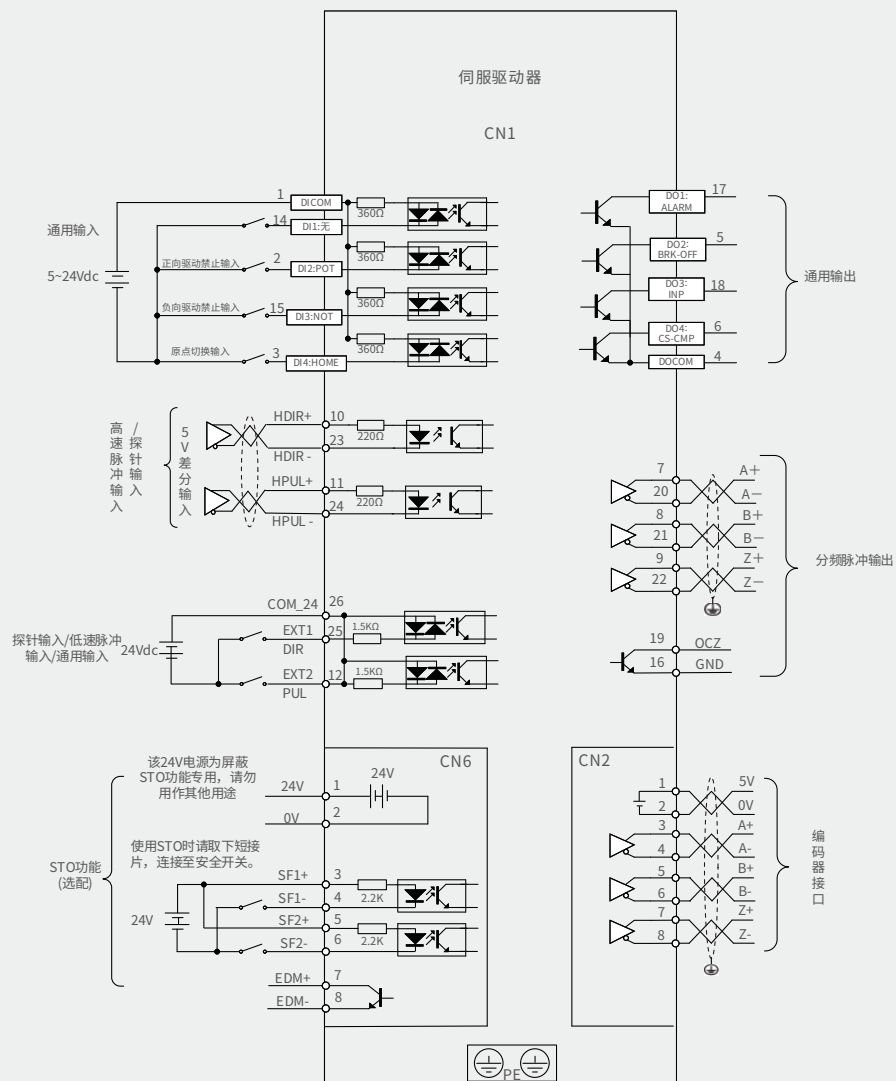 伺服驱动器
CN1
通用输入
5~24Vdc
1
DICOM
360Ω
14
DI1:无
正向驱动禁止输入
2
DI2:POT
360Ω
负向驱动禁止输入
15
DI3:NOT
360Ω
原点切换输入
3
DI4:HOME
360Ω
DO1:
ALARM
17
DO2:
BRK-OFF
5
DO3:
INP
18
DO4:
CS-CMP
6
DOCOM
4
通用输出
高速脉冲输入
/探针输入
5V差分输入
HDIR+
10
220Ω
23
HDIR -
HPUL+
11
220Ω
24
HPUL -
7
A+
20
A-
8
B+
21
B-
9
Z+
22
Z-
分频脉冲输出
19
OCZ
16
GND
探针输入/低速脉冲
输入/通用输入
24Vdc
COM_24
26
EXT1
25
1.5KΩ
DIR
EXT2
12
1.5KΩ
PUL
CN6
该24V电源为屏蔽
STO功能专用，请勿
用作其他用途
24V
1
24V
0V
2
使用STO时请取下短接
片，连接至安全开关。
STO功能
(选配)
24V
SF1+
3
2.2K
SF1-
4
SF2+
5
2.2K
SF2-
6
EDM+
7
EDM-
8
CN2
1
5V
2
0V
3
A+
4
A-
5
B+
6
B-
7
Z+
8
Z-
编码器接口
PE